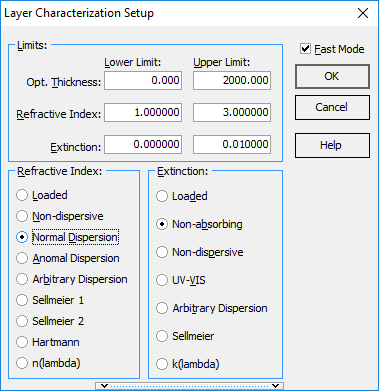 Layer Characterization Setup
Limits:
Lower Limit: Upper Limit:
Opt. Thickness: 0.000 2000.000
Refractive Index: 1.000000 3.000000
Extinction: 0.000000 0.010000
Fast Mode
OK
Cancel
Help
Refractive Index:
Loaded
Non-dispersive
Normal Dispersion
Anomal Dispersion
Arbitrary Dispersion
Sellmeier 1
Sellmeier 2
Hartmann
n(lambda)
Extinction:
Loaded
Non-absorbing
Non-dispersive
UV-VIS
Arbitrary Dispersion
Sellmeier
k(lambda)